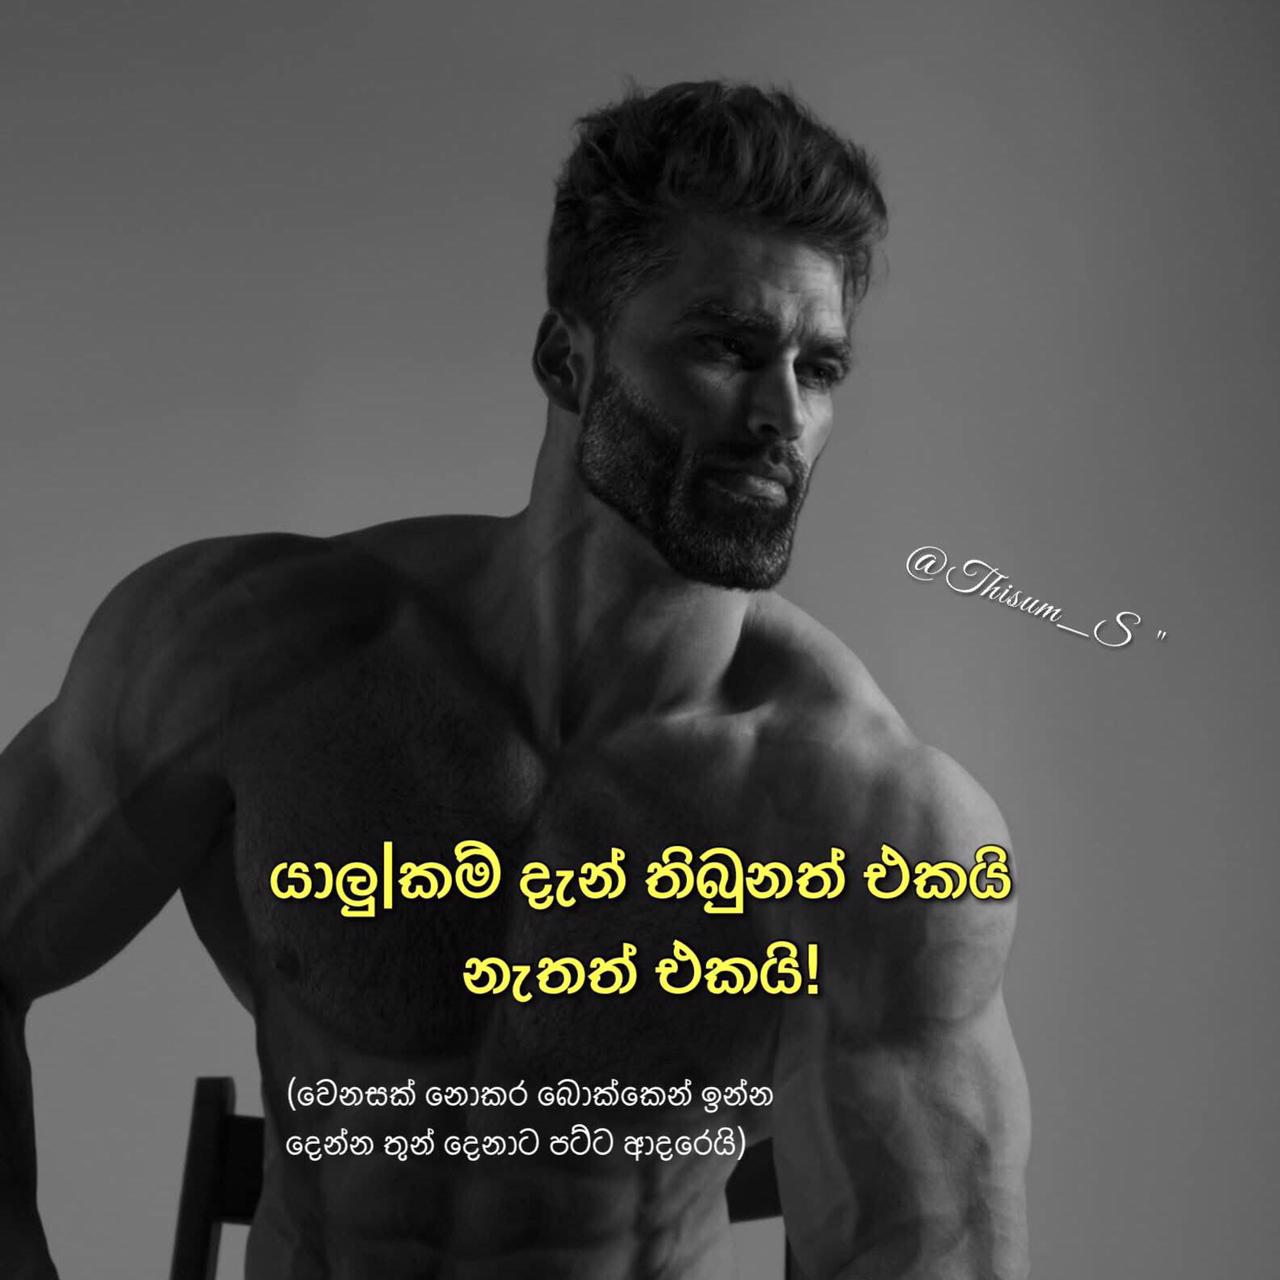 @Thisum_S "
යාලු|කම් දැන් තිබුනත් එකයි
නැතත් එකයි!
(වෙනසක් නොකර බොක්කෙන් ඉන්න
දෙන්න තුන් දෙනාට පට්ට ආදරෙයි)